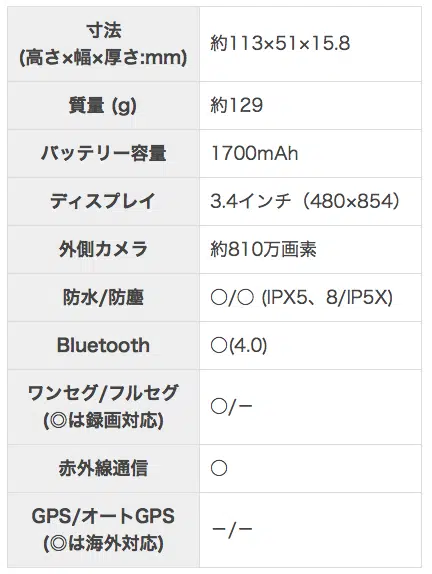 寸法
(高さ×幅×厚さ:mm)
約113×51×15.8
質量 (g)
約129
バッテリー容量
1700mAh
ディスプレイ
3.4インチ（480×854）
外側カメラ
約810万画素
防水/防塵
○/○ (IPX5、8/IP5X)
Bluetooth
○(4.0)
ワンセグ/フルセグ
(◎は録画対応)
○/－
赤外線通信
○
GPS/オートGPS
(◎は海外対応)
－/－